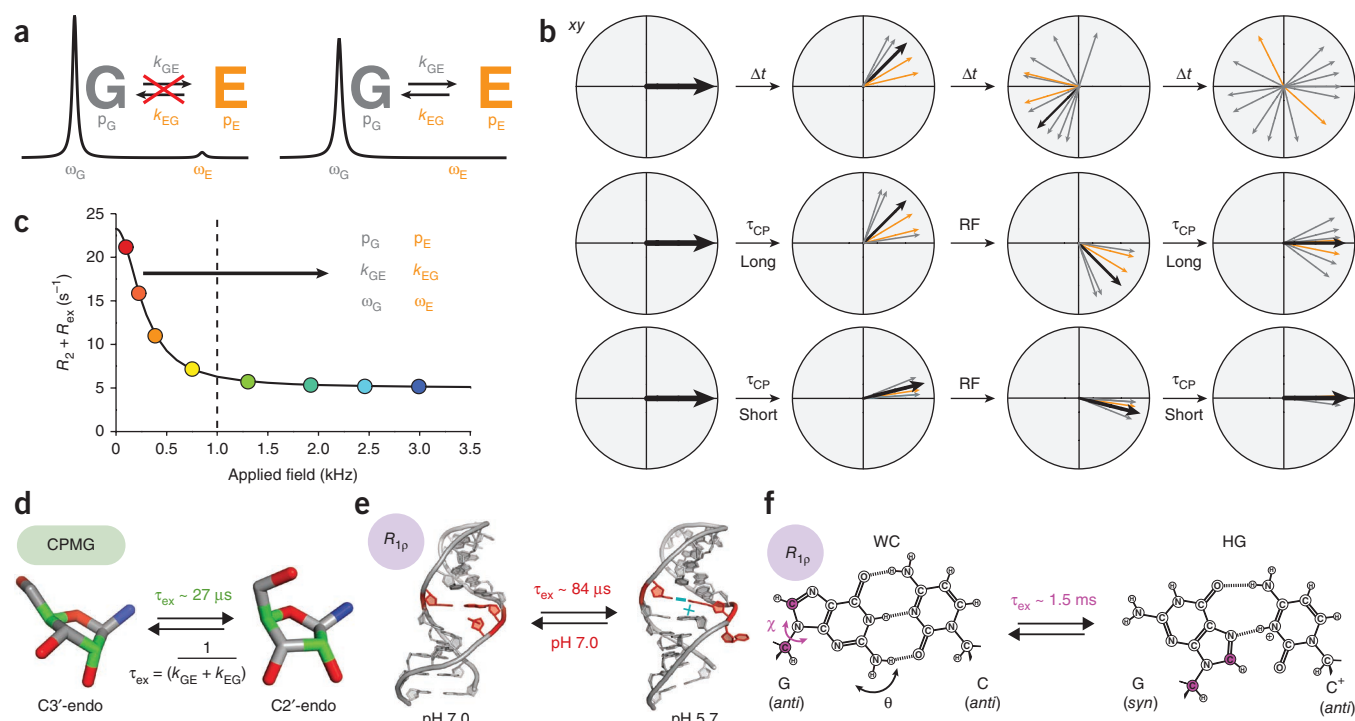 a
G
E
k_GE
k_EG
p_G
p_E
ω_G
ω_E
G
E
k_GE
k_EG
p_G
p_E
ω_G
ω_E
b
xy
Δt
Δt
Δt
τ_CP
Long
RF
τ_CP
Long
τ_CP
Short
RF
τ_CP
Short
c
R₂ + R_ex (s⁻¹)
25
20
15
10
5
0
p_G p_E
k_GE k_EG
ω_G ω_E
0 0.5 1.0 1.5 2.0 2.5 3.0 3.5
Applied field (kHz)
d
CPMG
τ_ex ~ 27 µs
τ_ex = 1/(k_GE + k_EG)
C3′-endo
C2′-endo
e
R₁ρ
τ_ex ~ 84 µs
pH 7.0
+
pH 7.0
pH 5.7
f
R₁ρ
WC
HG
τ_ex ~ 1.5 ms
χ
θ
G
(anti)
C
(anti)
G
(syn)
C⁺
(anti)